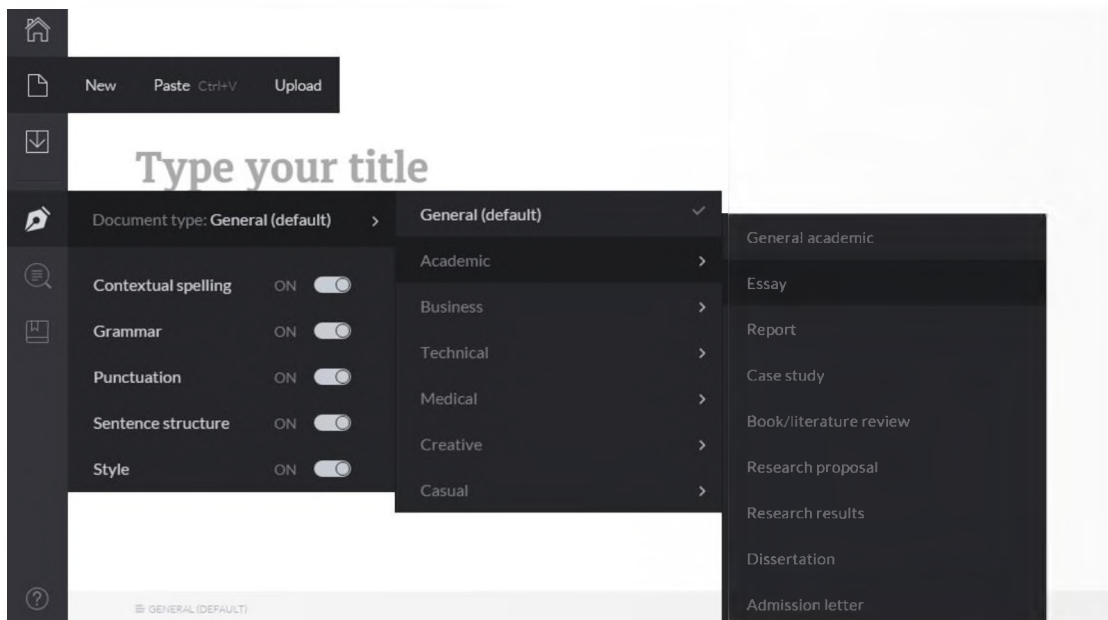 New Paste Ctrl+V Upload
Type your title
Document type: General (default)
Contextual spelling ON
Grammar ON
Punctuation ON
Sentence structure ON
Style ON
General (default)
Academic
Business
Technical
Medical
Creative
Casual
General academic
Essay
Report
Case study
Book/literature review
Research proposal
Research results
Dissertation
Admission letter
GENERAL (DEFAULT)